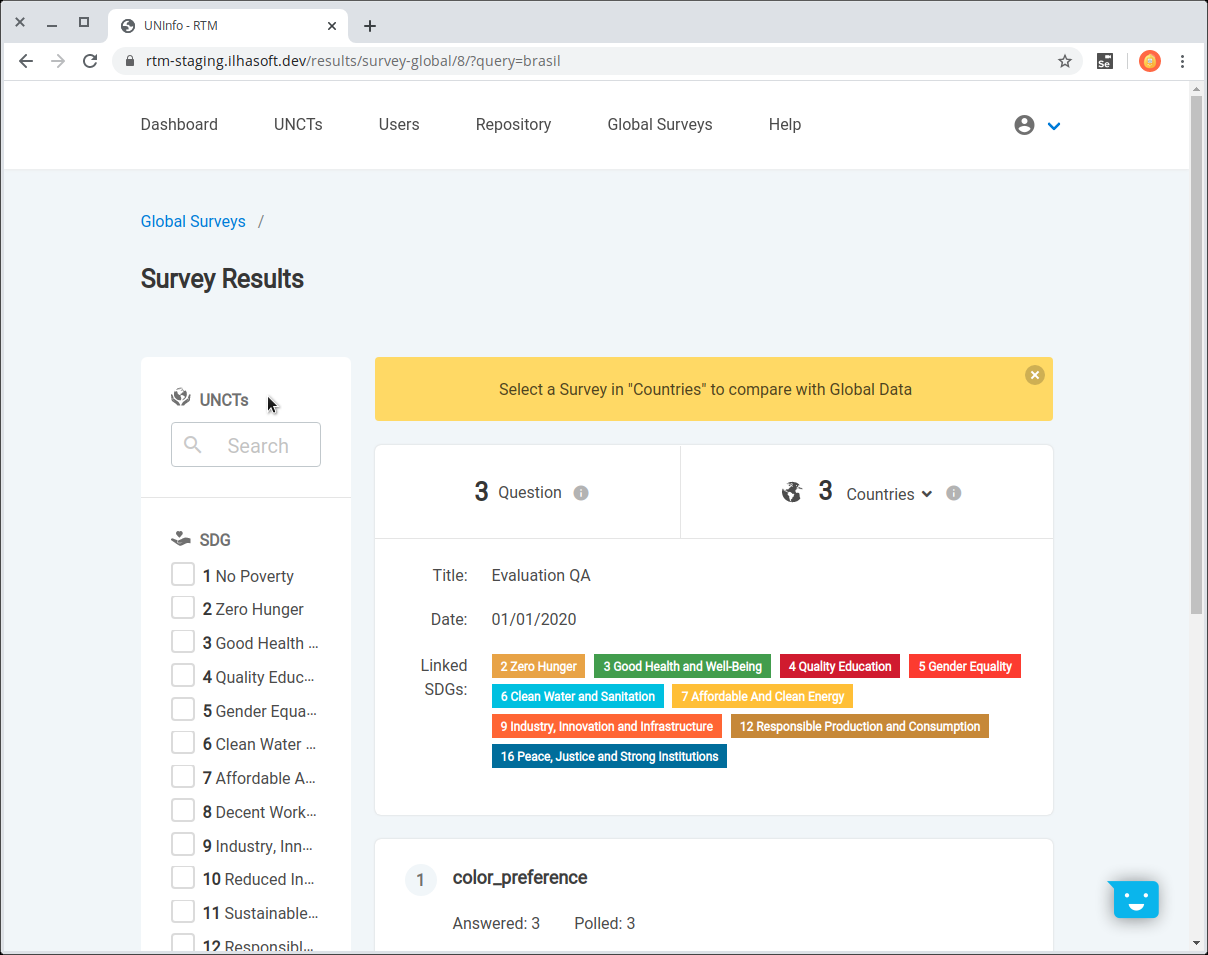 UNInfo - RTM
rtm-staging.ilhasoft.dev/results/survey-global/8/?query=brasil
Se
Dashboard UNCTs Users Repository Global Surveys Help
Global Surveys /
Survey Results
UNCTs
Search
SDG
1 No Poverty
2 Zero Hunger
3 Good Health ...
4 Quality Educ...
5 Gender Equa...
6 Clean Water ...
7 Affordable A...
8 Decent Work...
9 Industry, Inn...
10 Reduced In...
11 Sustainable...
12 Responsibl...
Select a Survey in "Countries" to compare with Global Data
3 Question
3 Countries
Title: Evaluation QA
Date: 01/01/2020
Linked SDGs:
2 Zero Hunger 3 Good Health and Well-Being 4 Quality Education 5 Gender Equality
6 Clean Water and Sanitation 7 Affordable And Clean Energy
9 Industry, Innovation and Infrastructure 12 Responsible Production and Consumption
16 Peace, Justice and Strong Institutions
1 color_preference
Answered: 3 Polled: 3